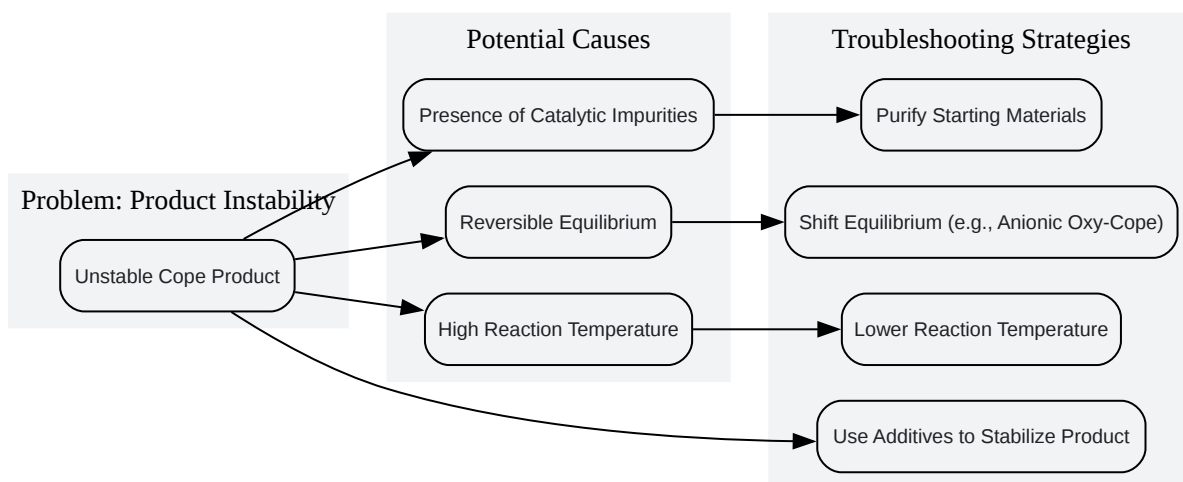 Problem: Product Instability
Unstable Cope Product
Potential Causes
Presence of Catalytic Impurities
Reversible Equilibrium
High Reaction Temperature
Troubleshooting Strategies
Purify Starting Materials
Shift Equilibrium (e.g., Anionic Oxy-Cope)
Lower Reaction Temperature
Use Additives to Stabilize Product